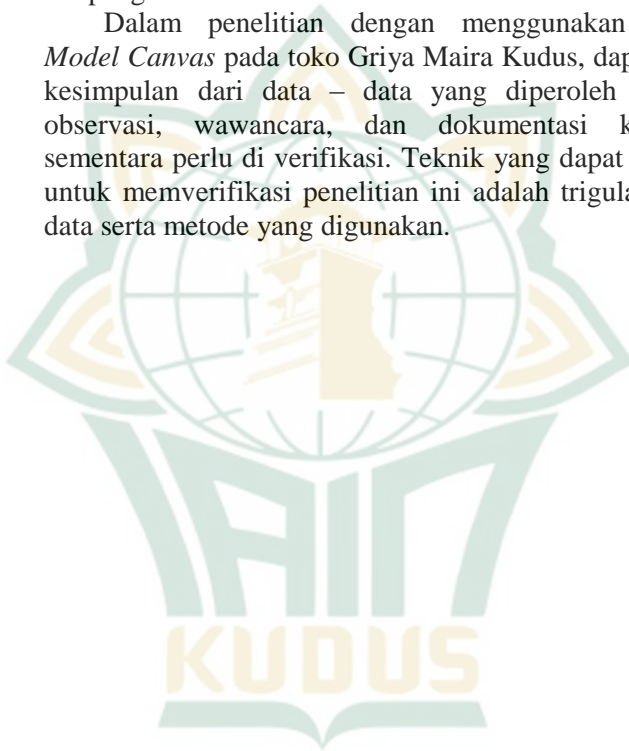 Dalam penelitian dengan menggunakan
Model Canvas pada toko Griya Maira Kudus,
kesimpulan dari data – data yang diperoleh
observasi, wawancara, dan dokumentasi
sementara perlu di verifikasi. Teknik yang dapat
untuk memverifikasi penelitian ini adalah
data serta metode yang digunakan.
IAIN
KUDUS